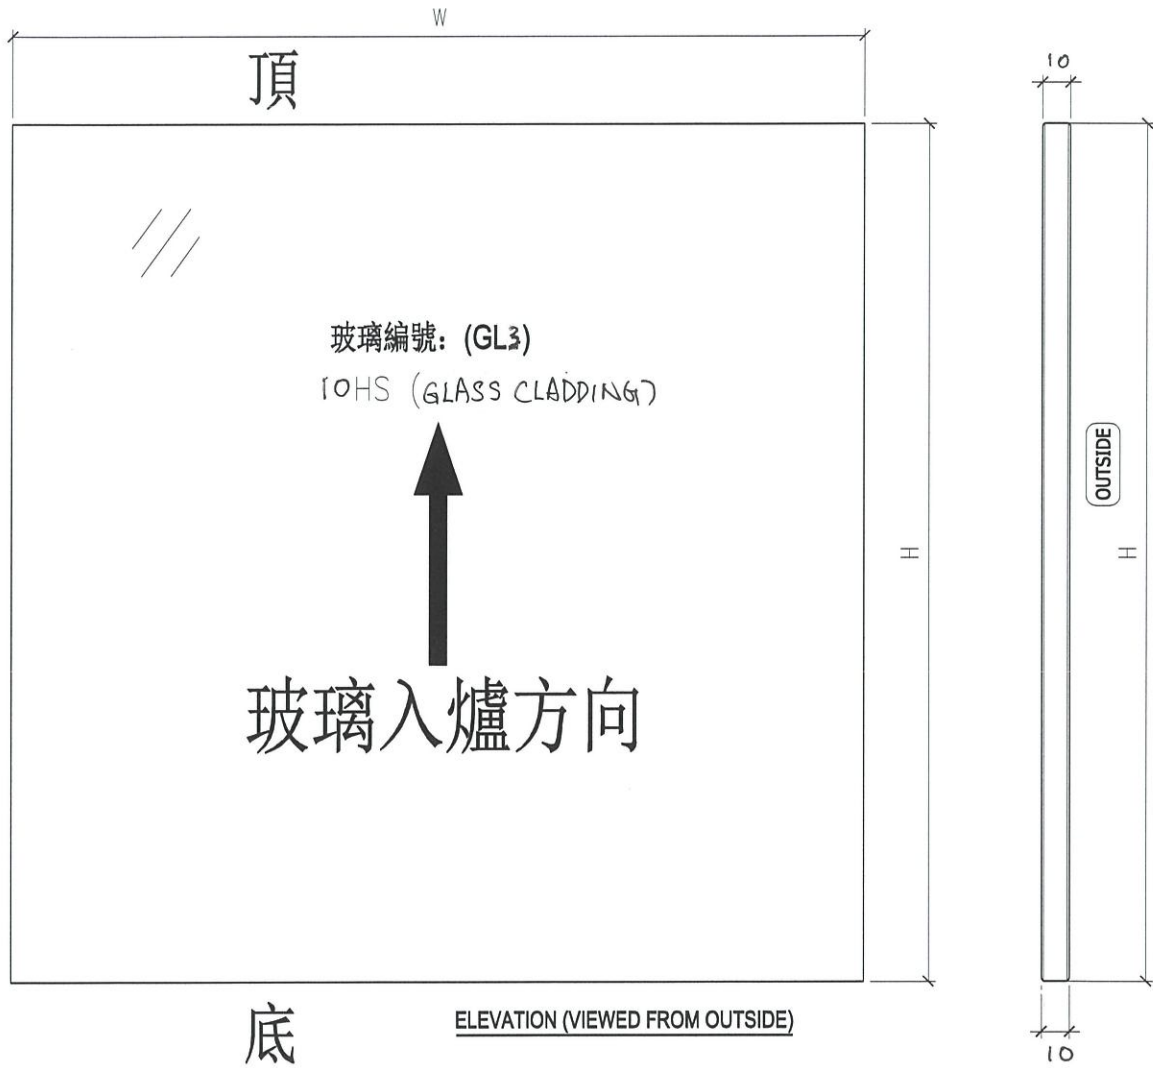 W
頂
10
玻璃編號：(GL3)
10HS (GLASS CLADDING)
OUTSIDE
H
H
玻璃入爐方向
底
ELEVATION (VIEWED FROM OUTSIDE)
10